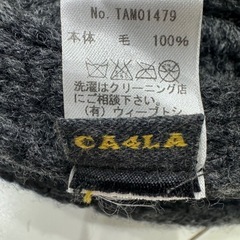 No. TAM01479
本体 毛 100%
洗濯はクリーニング店
にご相談下さい。
(有)ウィーブトシ
CA4LA